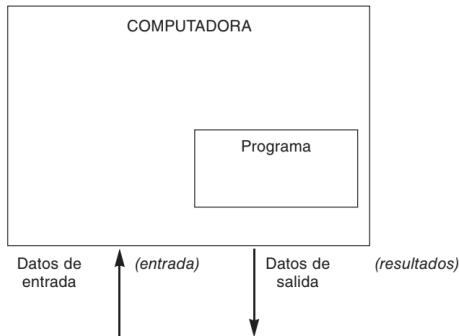 COMPUTADORA
Programa
Datos de
entrada
(entrada)
Datos de
salida
(resultados)